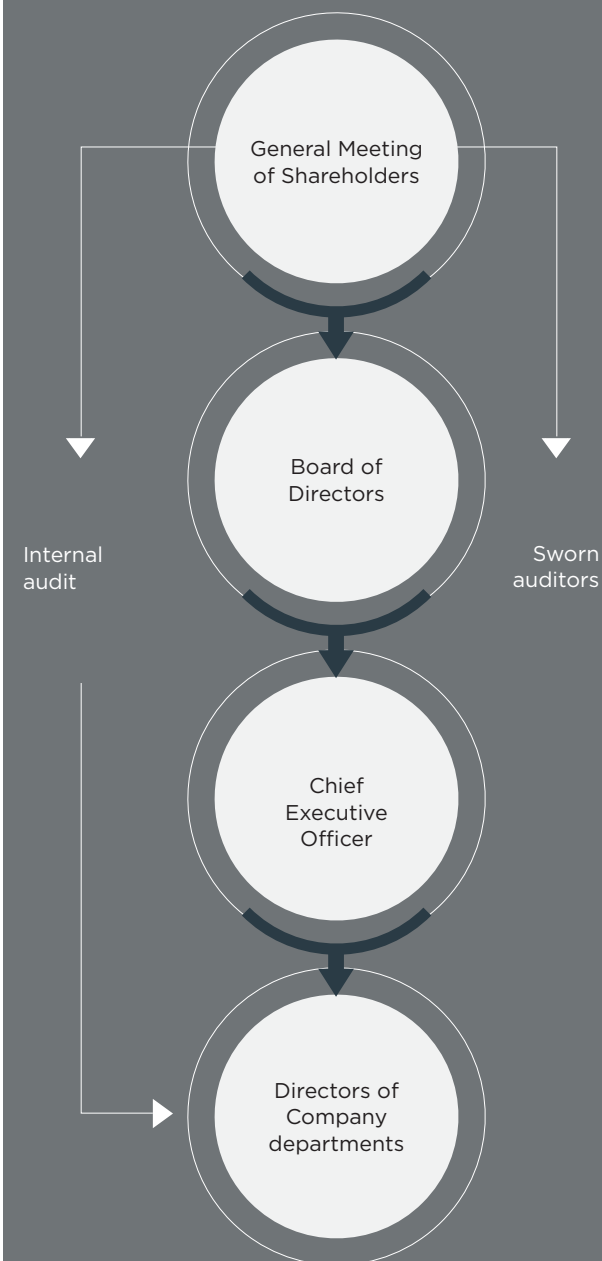 General Meeting
of Shareholders
Board of
Directors
Internal
audit
Sworn
auditors
Chief
Executive
Officer
Directors of
Company
departments